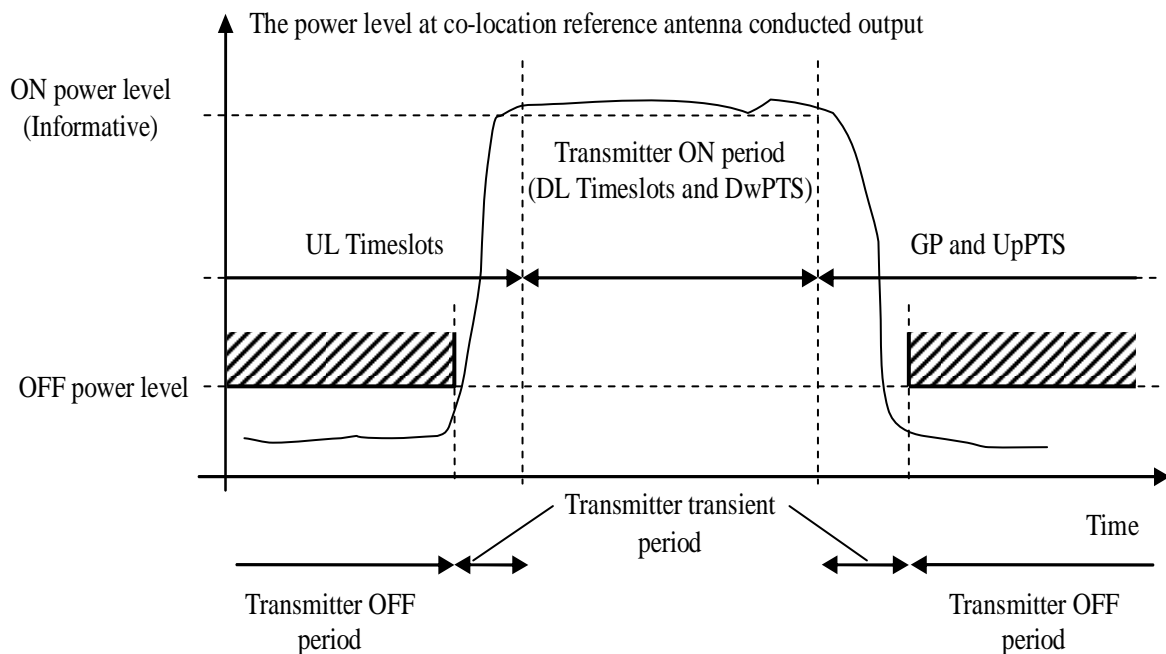 The power level at co-location reference antenna conducted output
ON power level
(Informative)
Transmitter ON period
(DL Timeslots and DwPTS)
UL Timeslots
GP and UpPTS
OFF power level
Transmitter transient
period
Time
Transmitter OFF
period
Transmitter OFF
period